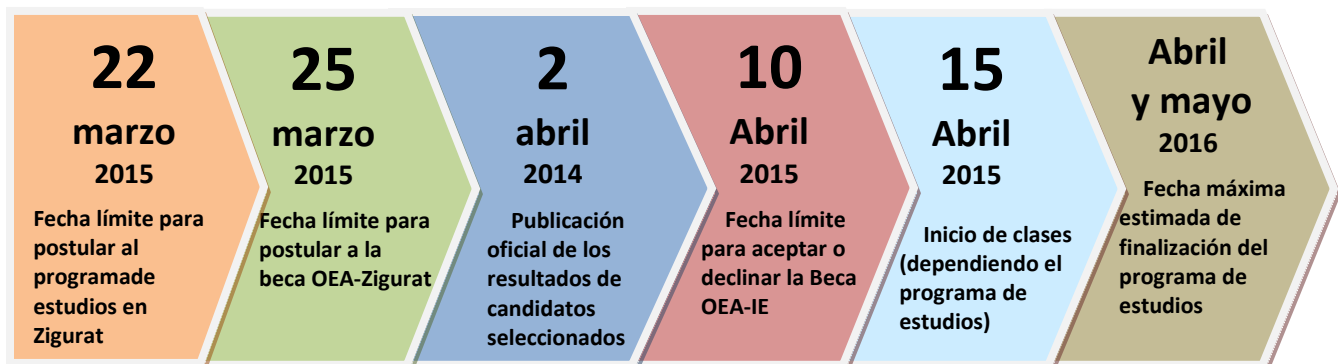 22
marzo
2015
Fecha límite para
postular al
programade
estudios en
Zigurat
25
marzo
2015
Fecha límite para
postular a la
beca OEA-Zigurat
2
abril
2014
Publicación
oficial de los
resultados de
candidatos
seleccionados
10
Abril
2015
Fecha límite
para aceptar o
declinar la Beca
OEA-IE
15
Abril
2015
Inicio de clases
(dependiendo el
programa de
estudios)
Abril
y mayo
2016
Fecha máxima
estimada de
finalización del
programa de
estudios